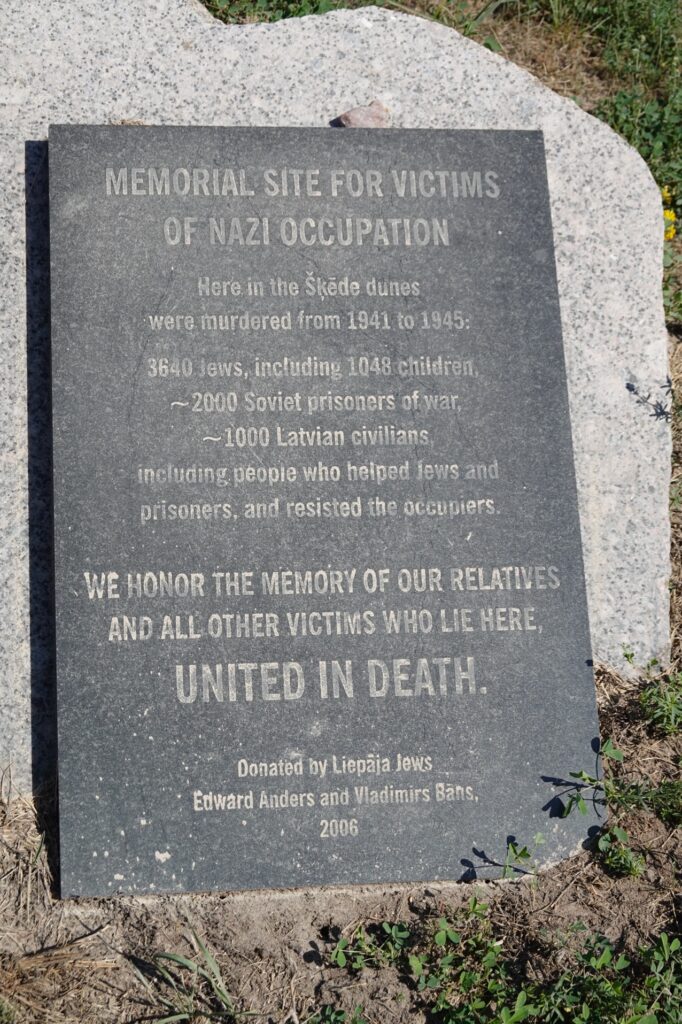 MEMORIAL SITE FOR VICTIMS
OF NAZI OCCUPATION
Here in the Šķēde dunes
were murdered from 1941 to 1945:
3640 Jews, including 1048 children,
~2000 Soviet prisoners of war,
~1000 Latvian civilians,
including people who helped Jews and
prisoners, and resisted the occupiers.
WE HONOR THE MEMORY OF OUR RELATIVES
AND ALL OTHER VICTIMS WHO LIE HERE,
UNITED IN DEATH.
Donated by Liepāja Jews
Edward Anders and Vladimirs Bāns,
2006